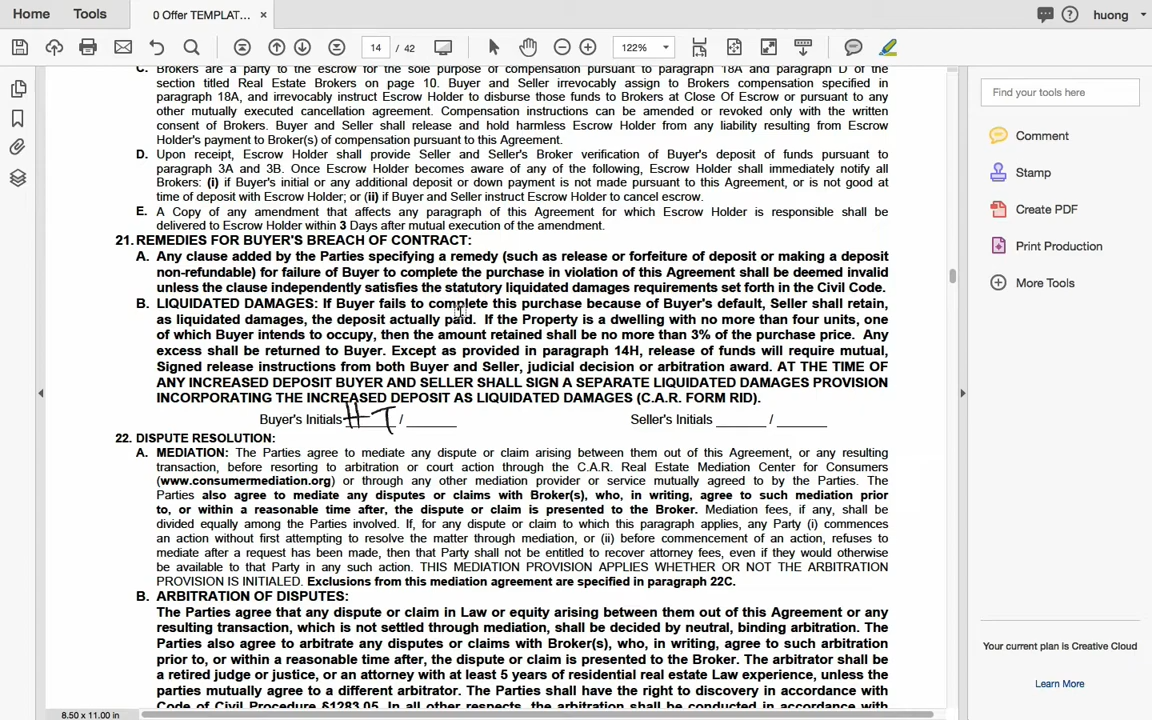 Home Tools 0 Offer TEMPLAT... × ? huong
14 / 42 122%
C. Brokers are a party to the escrow for the sole purpose of compensation pursuant to paragraph 18A and paragraph D of the
section titled Real Estate Brokers on page 10. Buyer and Seller irrevocably assign to Brokers compensation specified in
paragraph 18A, and irrevocably instruct Escrow Holder to disburse those funds to Brokers at Close Of Escrow or pursuant to any
other mutually executed cancellation agreement. Compensation instructions can be amended or revoked only with the written
consent of Brokers. Buyer and Seller shall release and hold harmless Escrow Holder from any liability resulting from Escrow
Holder's payment to Broker(s) of compensation pursuant to this Agreement.
D. Upon receipt, Escrow Holder shall provide Seller and Seller's Broker verification of Buyer's deposit of funds pursuant to
paragraph 3A and 3B. Once Escrow Holder becomes aware of any of the following, Escrow Holder shall immediately notify all
Brokers: (i) if Buyer's initial or any additional deposit or down payment is not made pursuant to this Agreement, or is not good at
time of deposit with Escrow Holder; or (ii) if Buyer and Seller instruct Escrow Holder to cancel escrow.
E. A Copy of any amendment that affects any paragraph of this Agreement for which Escrow Holder is responsible shall be
delivered to Escrow Holder within 3 Days after mutual execution of the amendment.
21. REMEDIES FOR BUYER'S BREACH OF CONTRACT:
A. Any clause added by the Parties specifying a remedy (such as release or forfeiture of deposit or making a deposit
non-refundable) for failure of Buyer to complete the purchase in violation of this Agreement shall be deemed invalid
unless the clause independently satisfies the statutory liquidated damages requirements set forth in the Civil Code.
B. LIQUIDATED DAMAGES: If Buyer fails to complete this purchase because of Buyer's default, Seller shall retain,
as liquidated damages, the deposit actually paid. If the Property is a dwelling with no more than four units, one
of which Buyer intends to occupy, then the amount retained shall be no more than 3% of the purchase price. Any
excess shall be returned to Buyer. Except as provided in paragraph 14H, release of funds will require mutual,
Signed release instructions from both Buyer and Seller, judicial decision or arbitration award. AT THE TIME OF
ANY INCREASED DEPOSIT BUYER AND SELLER SHALL SIGN A SEPARATE LIQUIDATED DAMAGES PROVISION
INCORPORATING THE INCREASED DEPOSIT AS LIQUIDATED DAMAGES (C.A.R. FORM RID).
Buyer's Initials HT / ______ Seller's Initials ______ / ______
22. DISPUTE RESOLUTION:
A. MEDIATION: The Parties agree to mediate any dispute or claim arising between them out of this Agreement, or any resulting
transaction, before resorting to arbitration or court action through the C.A.R. Real Estate Mediation Center for Consumers
(www.consumermediation.org) or through any other mediation provider or service mutually agreed to by the Parties. The
Parties also agree to mediate any disputes or claims with Broker(s), who, in writing, agree to such mediation prior
to, or within a reasonable time after, the dispute or claim is presented to the Broker. Mediation fees, if any, shall be
divided equally among the Parties involved. If, for any dispute or claim to which this paragraph applies, any Party (i) commences
an action without first attempting to resolve the matter through mediation, or (ii) before commencement of an action, refuses to
mediate after a request has been made, then that Party shall not be entitled to recover attorney fees, even if they would otherwise
be available to that Party in any such action. THIS MEDIATION PROVISION APPLIES WHETHER OR NOT THE ARBITRATION
PROVISION IS INITIALED. Exclusions from this mediation agreement are specified in paragraph 22C.
B. ARBITRATION OF DISPUTES:
The Parties agree that any dispute or claim in Law or equity arising between them out of this Agreement or any
resulting transaction, which is not settled through mediation, shall be decided by neutral, binding arbitration. The
Parties also agree to arbitrate any disputes or claims with Broker(s), who, in writing, agree to such arbitration
prior to, or within a reasonable time after, the dispute or claim is presented to the Broker. The arbitrator shall be
a retired judge or justice, or an attorney with at least 5 years of residential real estate Law experience, unless the
parties mutually agree to a different arbitrator. The Parties shall have the right to discovery in accordance with
Code of Civil Procedure §1283.05. In all other respects, the arbitration shall be conducted in accordance with
8.50 x 11.00 in
Find your tools here
Comment
Stamp
Create PDF
Print Production
More Tools
Your current plan is Creative Cloud
Learn More